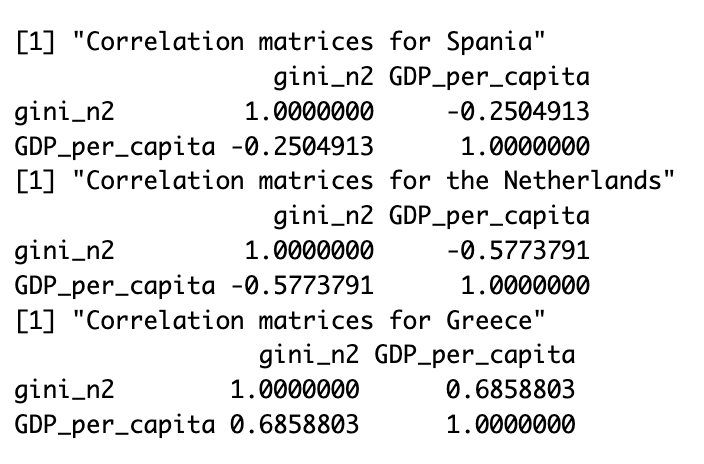 [1] "Correlation matrices for Spania"
                 gini_n2 GDP_per_capita
gini_n2        1.0000000     -0.2504913
GDP_per_capita -0.2504913      1.0000000
[1] "Correlation matrices for the Netherlands"
                 gini_n2 GDP_per_capita
gini_n2        1.0000000     -0.5773791
GDP_per_capita -0.5773791      1.0000000
[1] "Correlation matrices for Greece"
                gini_n2 GDP_per_capita
gini_n2        1.0000000      0.6858803
GDP_per_capita 0.6858803      1.0000000